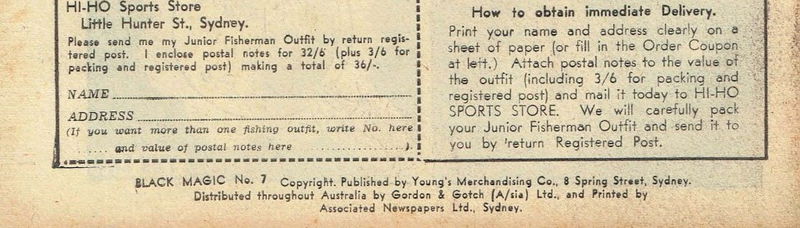 HI-HO Sports Store
Little Hunter St., Sydney.
Please send me my Junior Fisherman Outfit by return regis-
tered post. I enclose postal notes for 32/6 (plus 3/6 for
packing and registered post) making a total of 36/-.
NAME
ADDRESS
(If you want more than one fishing outfit, write No. here
...... and value of postal notes here ............).
How to obtain immediate Delivery.
Print your name and address clearly on a
sheet of paper (or fill in the Order Coupon
at left.) Attach postal notes to the value of
the outfit (including 3/6 for packing and
registered post) and mail it today to HI-HO
SPORTS STORE. We will carefully pack
your Junior Fisherman Outfit and send it to
you by 'return Registered Post.
BLACK MAGIC No. 7 Copyright. Published by Young's Merchandising Co., 8 Spring Street, Sydney.
Distributed throughout Australia by Gordon & Gotch (A/sia) Ltd., and Printed by
Associated Newspapers Ltd., Sydney.